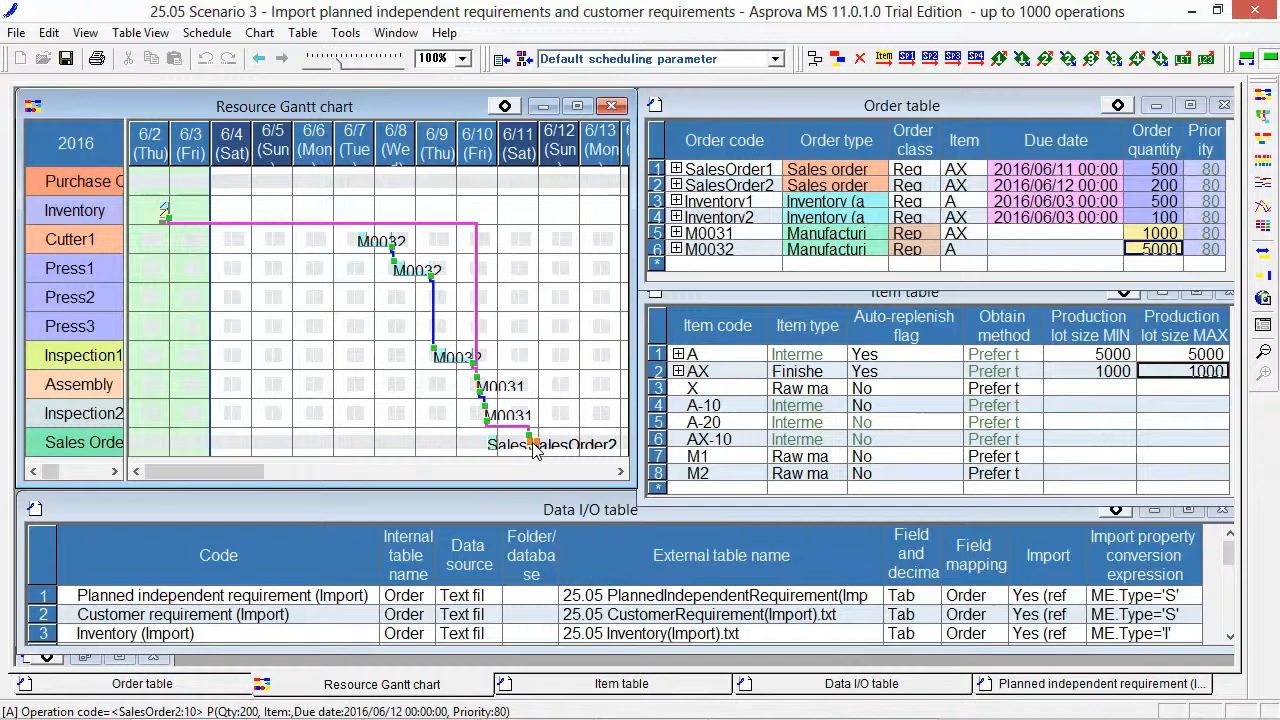 25.05 Scenario 3 - Import planned independent requirements and customer requirements - Asprova MS 11.0.1.0 Trial Edition - up to 1000 operations
File Edit View Table View Schedule Chart Table Tools Window Help
100% Default scheduling parameter
Resource Gantt chart
2016 6/2 (Thu) 6/3 (Fri) 6/4 (Sat) 6/5 (Sun 6/6 (Mon 6/7 (Tue 6/8 (We d) 6/9 (Thu) 6/10 (Fri) 6/11 (Sat) 6/12 (Sun 6/13 (Mon
Purchase C
Inventory
Cutter1 M0032
Press1 M0032
Press2
Press3
Inspection1 M0032
Assembly M0031
Inspection2 M0031
Sales Orde Sales SalesOrder2
Order table
Order code Order type Order class Item Due date Order quantity Prior ity
1 SalesOrder1 Sales order Reg AX 2016/06/11 00:00 500 80
2 SalesOrder2 Sales order Reg AX 2016/06/12 00:00 200 80
3 Inventory1 Inventory (a Reg A 2016/06/03 00:00 500 80
4 Inventory2 Inventory (a Reg AX 2016/06/03 00:00 100 80
5 M0031 Manufacturi Rep AX 1000 80
6 M0032 Manufacturi Rep A 5000 80
*
Item table
Item code Item type Auto-replenish flag Obtain method Production lot size MIN Production lot size MAX
1 A Interme Yes Prefer t 5000 5000
2 AX Finishe Yes Prefer t 1000 1000
3 X Raw ma No Prefer t
4 A-10 Interme No Prefer t
5 A-20 Interme No Prefer t
6 AX-10 Interme No Prefer t
7 M1 Raw ma No Prefer t
8 M2 Raw ma No Prefer t
*
Data I/O table
Code Internal table name Data source Folder/ databa se External table name Field and decima Field mapping Import Import property conversion expression
1 Planned independent requirement (Import) Order Text fil 25.05 PlannedIndependentRequirement(Imp Tab Order Yes (ref ME.Type='S'
2 Customer requirement (Import) Order Text fil 25.05 CustomerRequirement(Import).txt Tab Order Yes (ref ME.Type='S'
3 Inventory (Import) Order Text fil 25.05 Inventory(Import).txt Tab Order Yes (ref ME.Type='I'
Order table Resource Gantt chart Item table Data I/O table Planned independent requirement (I...
[A] Operation code=<SalesOrder2:10> P(Qty:200, Item:,Due date:2016/06/12 00:00:00, Priority:80)